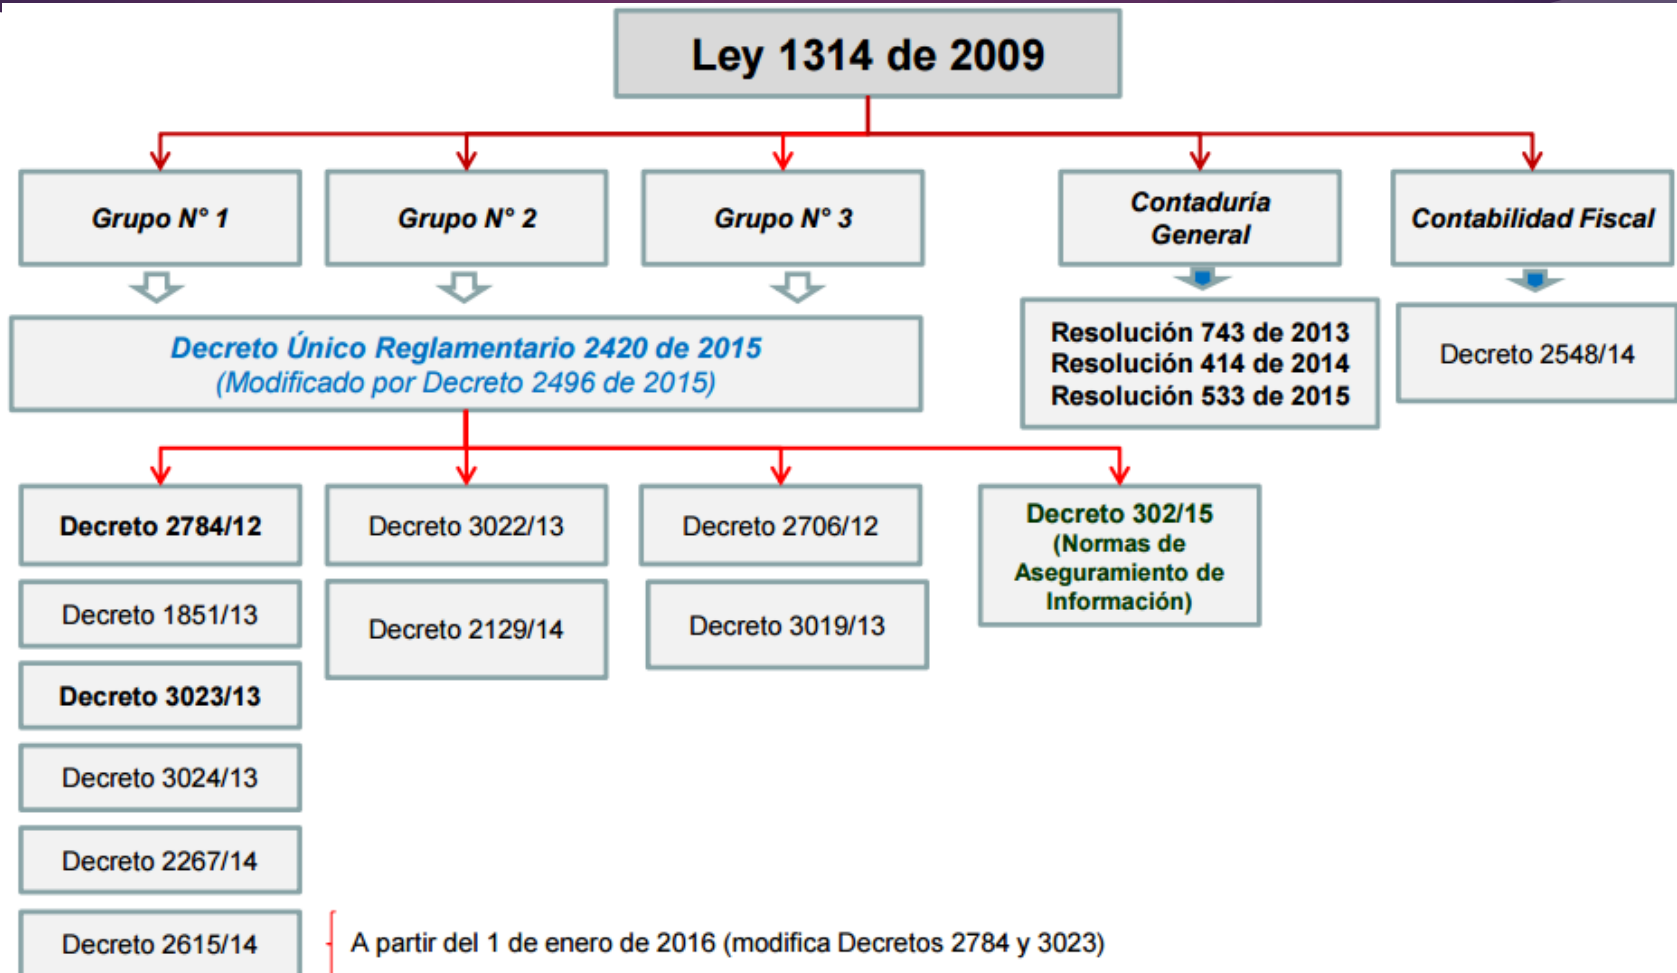 Ley 1314 de 2009
Grupo N° 1
Grupo N° 2
Grupo N° 3
Contaduría
General
Contabilidad Fiscal
Decreto Único Reglamentario 2420 de 2015
(Modificado por Decreto 2496 de 2015)
Resolución 743 de 2013
Resolución 414 de 2014
Resolución 533 de 2015
Decreto 2548/14
Decreto 2784/12
Decreto 1851/13
Decreto 3023/13
Decreto 3024/13
Decreto 2267/14
Decreto 2615/14
A partir del 1 de enero de 2016 (modifica Decretos 2784 y 3023)
Decreto 3022/13
Decreto 2129/14
Decreto 2706/12
Decreto 3019/13
Decreto 302/15
(Normas de
Aseguramiento de
Información)